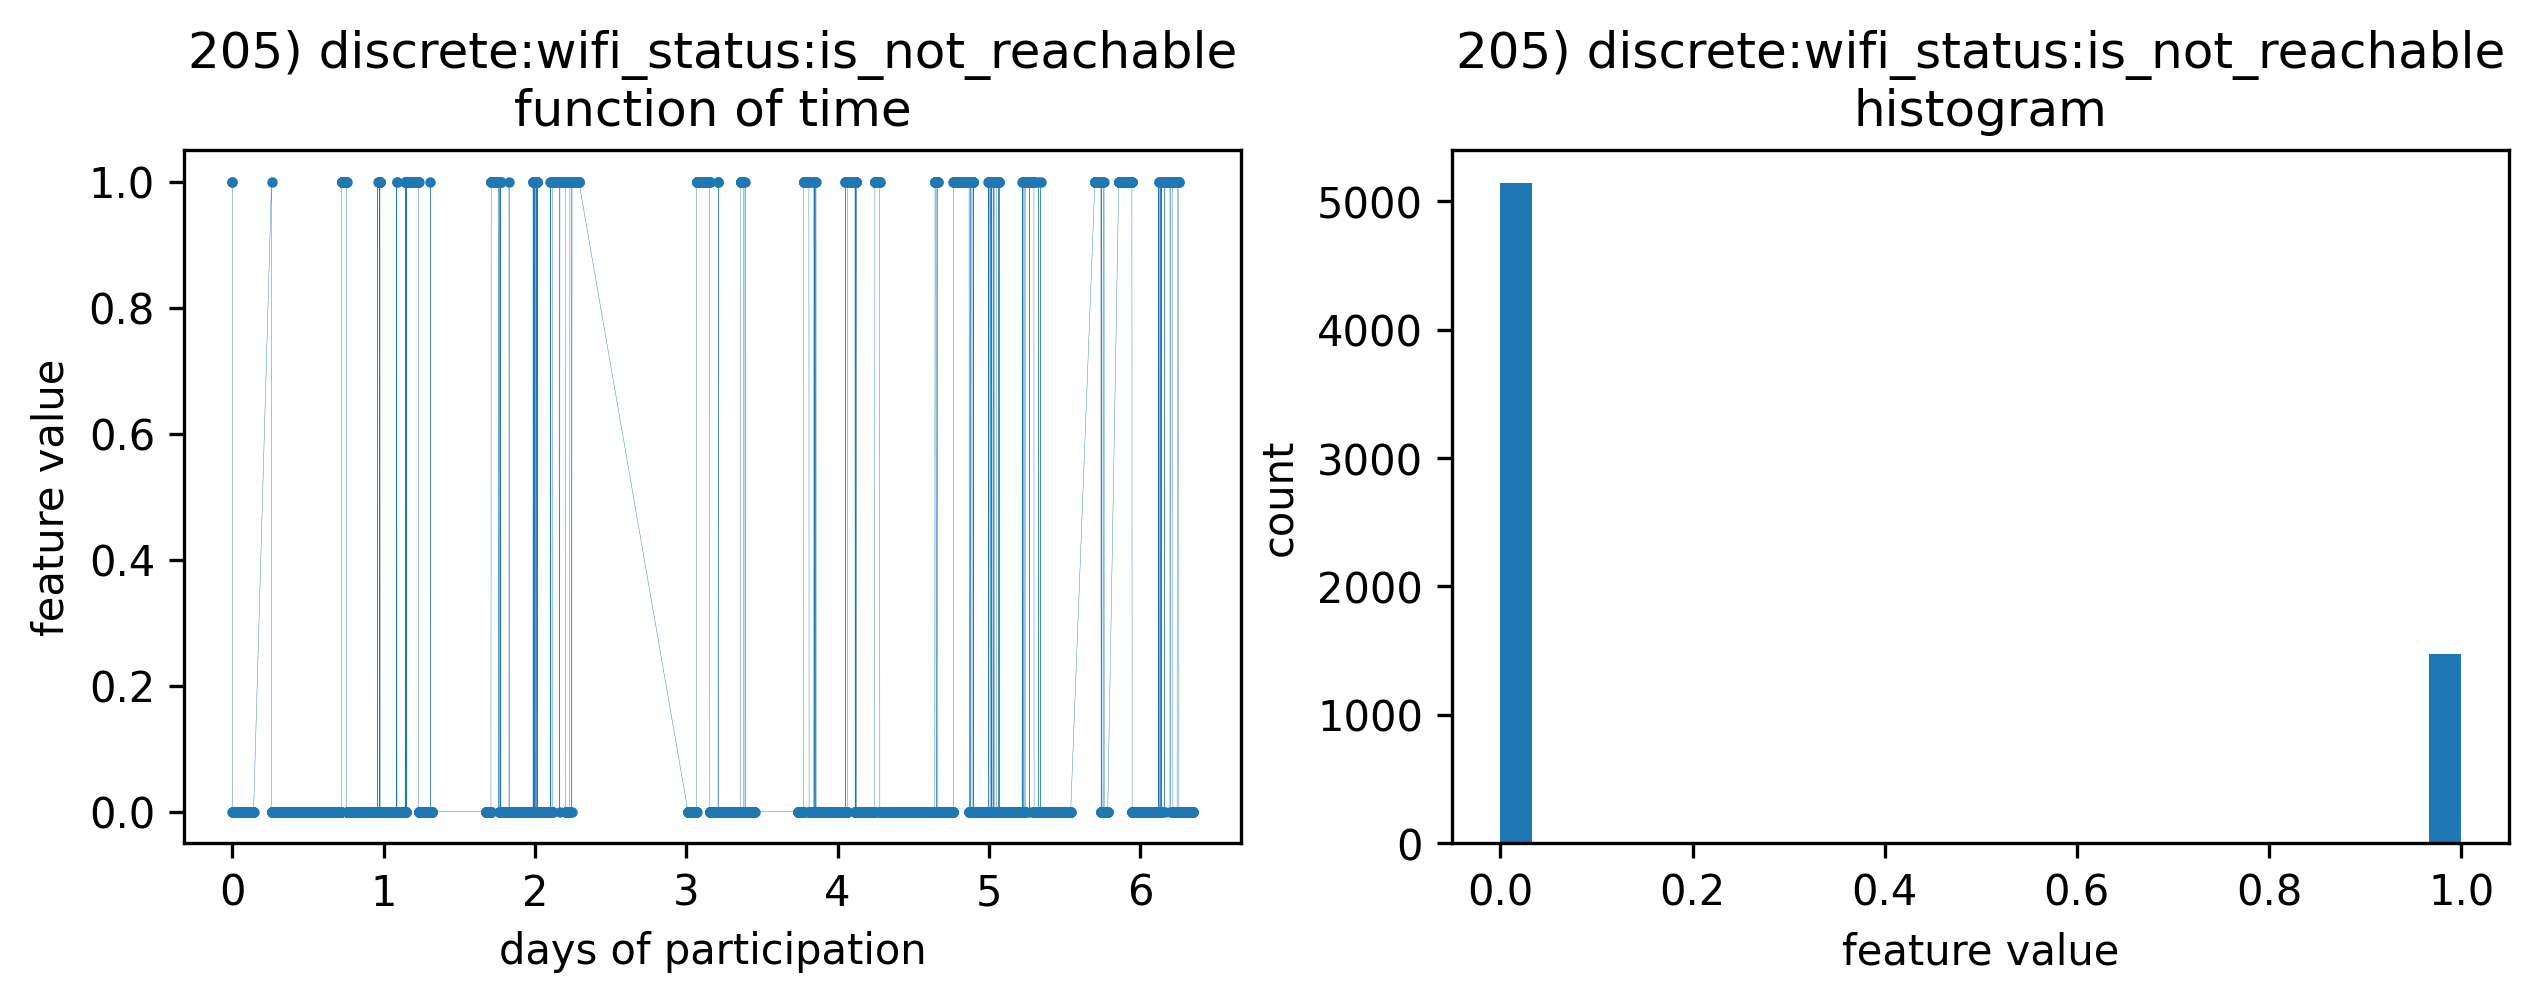 205) discrete:wifi_status:is_not_reachable
function of time
1.0
0.8
0.6
0.4
0.2
0.0
feature value
0 1 2 3 4 5 6
days of participation
205) discrete:wifi_status:is_not_reachable
histogram
5000
4000
3000
2000
1000
0
count
0.0 0.2 0.4 0.6 0.8 1.0
feature value